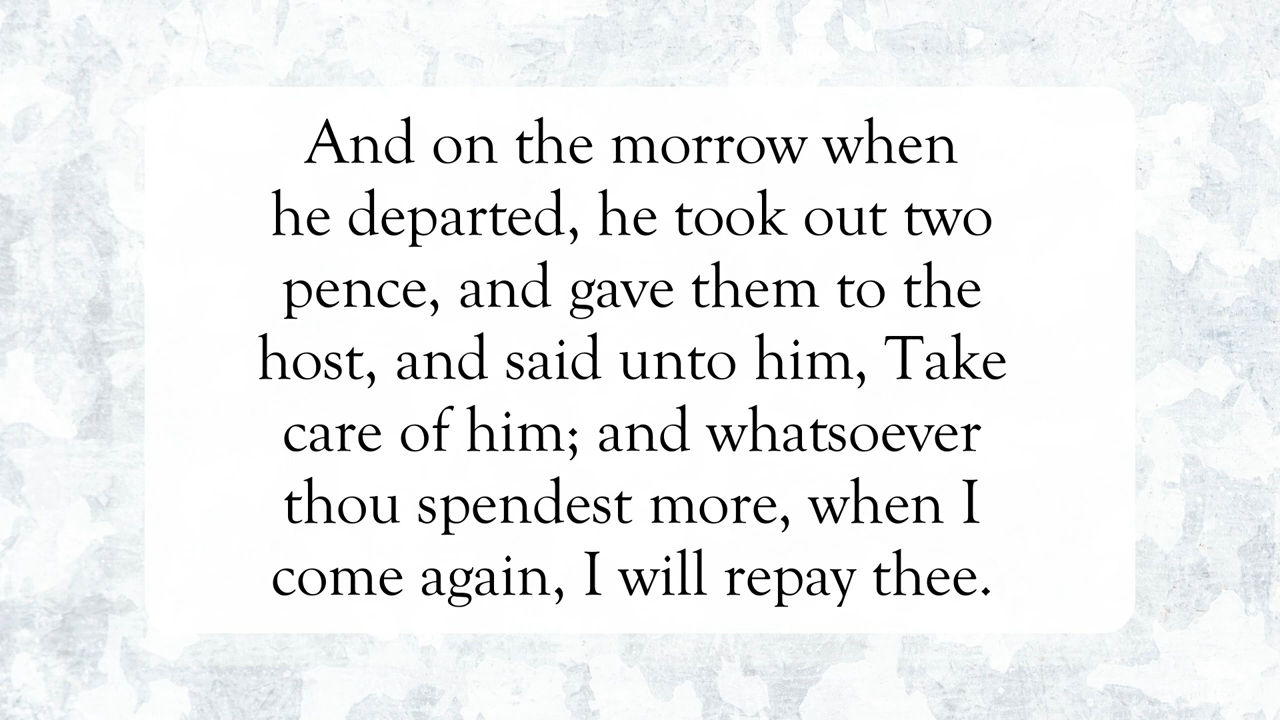 And on the morrow when
he departed, he took out two
pence, and gave them to the
host, and said unto him, Take
care of him; and whatsoever
thou spendest more, when I
come again, I will repay thee.